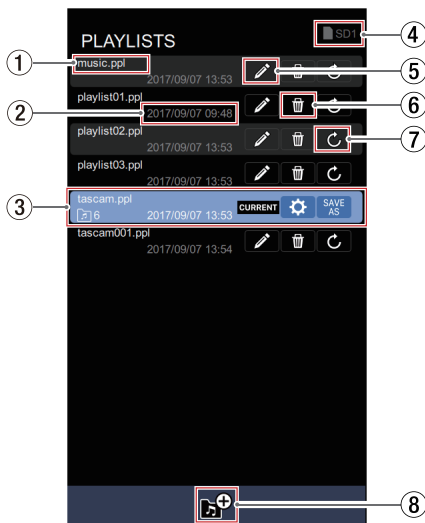 PLAYLISTS
SD1
4
1
music.ppl
2017/09/07 13:53
5
playlist01.ppl
6
2
2017/09/07 09:48
playlist02.ppl
2017/09/07 13:53
7
playlist03.ppl
2017/09/07 13:53
3
tascam.ppl
6
2017/09/07 13:53
CURRENT
SAVE
AS
tascam001.ppl
2017/09/07 13:54
8